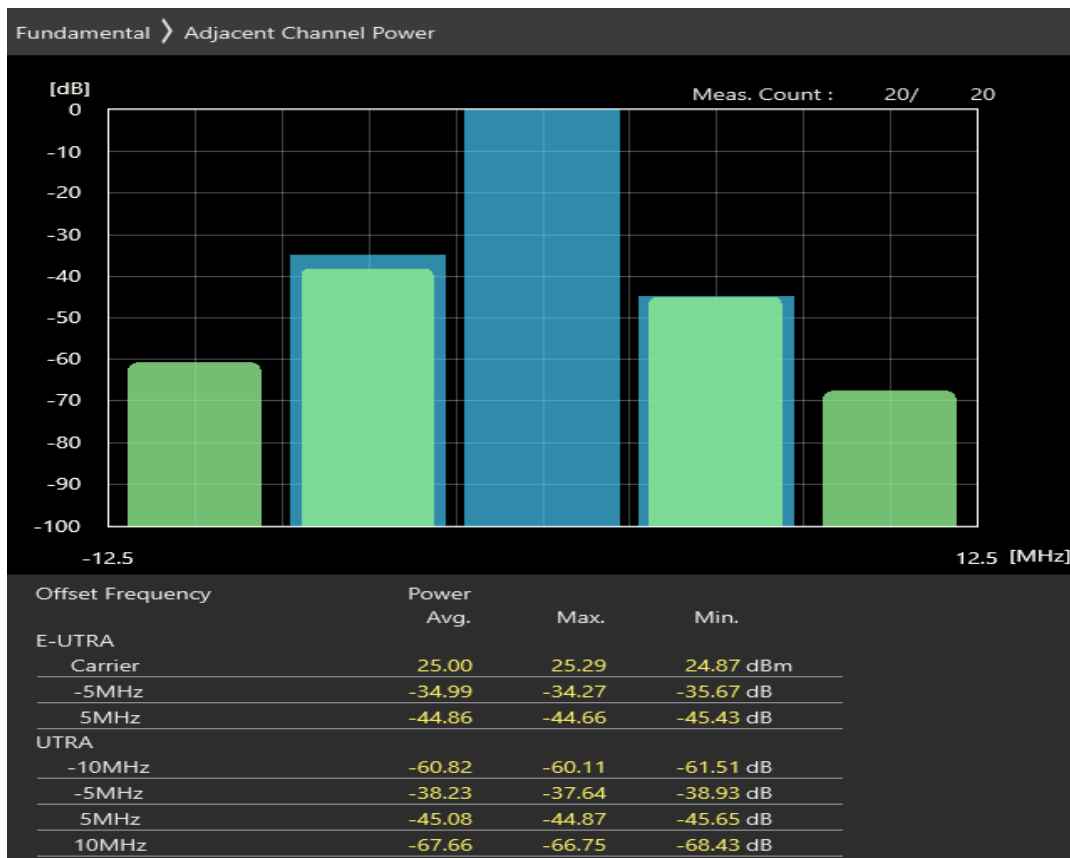 Fundamental 〉 Adjacent Channel Power
[dB]
Meas. Count : 20/ 20
0
-10
-20
-30
-40
-50
-60
-70
-80
-90
-100
-12.5 12.5 [MHz]
Offset Frequency Power
Avg. Max. Min.
E-UTRA
Carrier 25.00 25.29 24.87 dBm
-5MHz -34.99 -34.27 -35.67 dB
5MHz -44.86 -44.66 -45.43 dB
UTRA
-10MHz -60.82 -60.11 -61.51 dB
-5MHz -38.23 -37.64 -38.93 dB
5MHz -45.08 -44.87 -45.65 dB
10MHz -67.66 -66.75 -68.43 dB